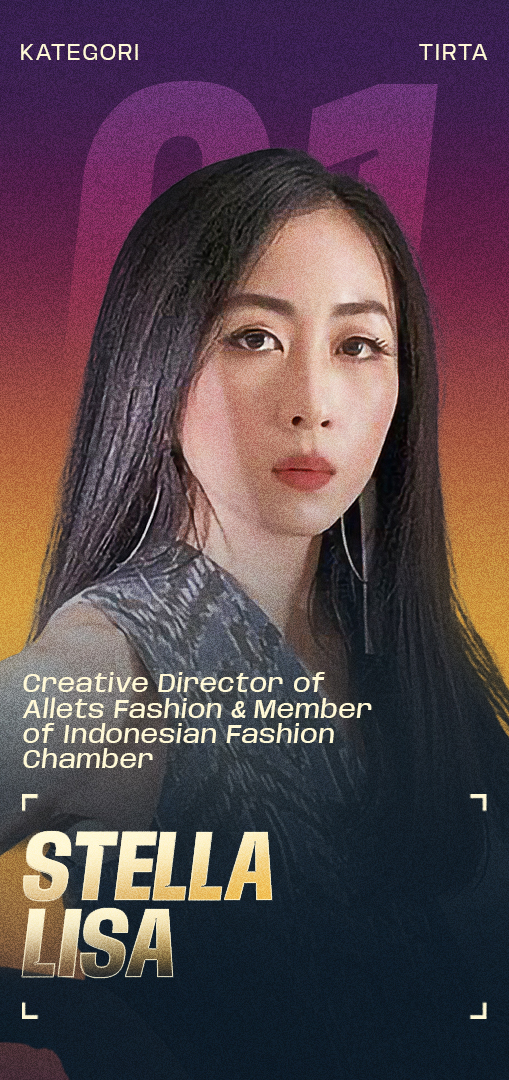 KATEGORI TIRTA
01
Creative Director of
Allets Fashion & Member
of Indonesian Fashion
Chamber
STELLA
LISA